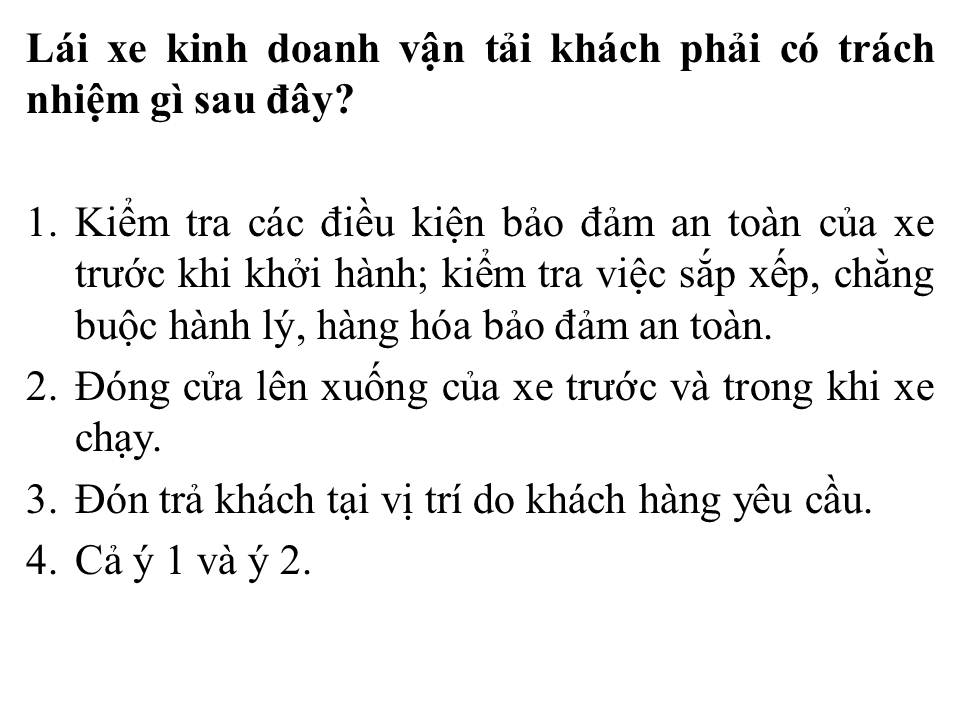 Lái xe kinh doanh vận tải khách phải có trách
nhiệm gì sau đây?
1. Kiểm tra các điều kiện bảo đảm an toàn của xe
trước khi khởi hành; kiểm tra việc sắp xếp, chằng
buộc hành lý, hàng hóa bảo đảm an toàn.
2. Đóng cửa lên xuống của xe trước và trong khi xe
chạy.
3. Đón trả khách tại vị trí do khách hàng yêu cầu.
4. Cả ý 1 và ý 2.